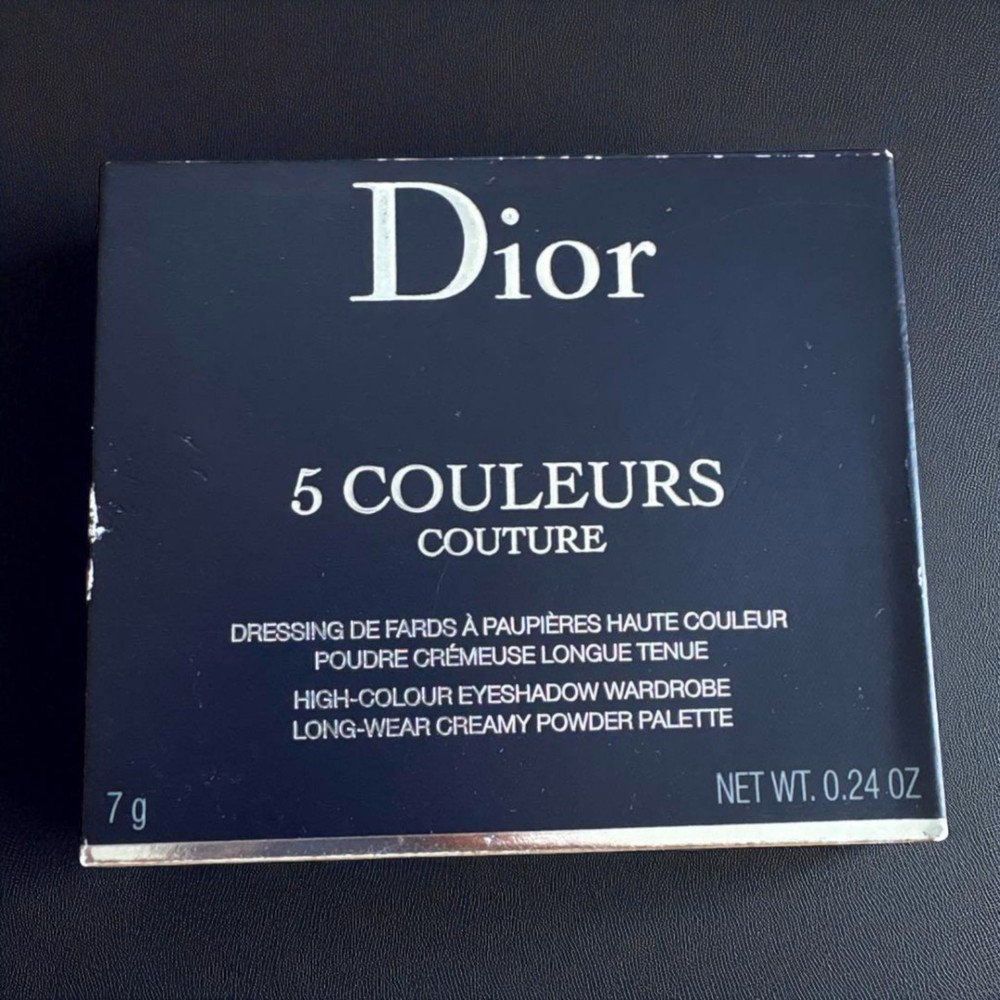 Dior
5 COULEURS
COUTURE
DRESSING DE FARDS À PAUPIÈRES HAUTE COULEUR
POUDRE CRÉMEUSE LONGUE TENUE
HIGH-COLOUR EYESHADOW WARDROBE
LONG-WEAR CREAMY POWDER PALETTE
7 g
NET WT. 0.24 OZ